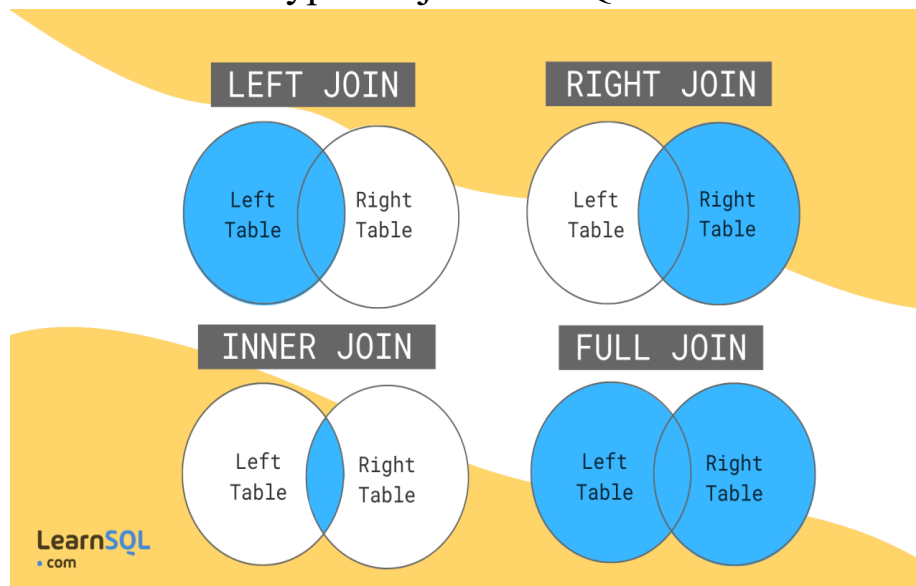 LEFT JOIN
RIGHT JOIN
Left
Table
Right
Table
Left
Table
Right
Table
INNER JOIN
FULL JOIN
Left
Table
Right
Table
Left
Table
Right
Table
LearnSQL
com